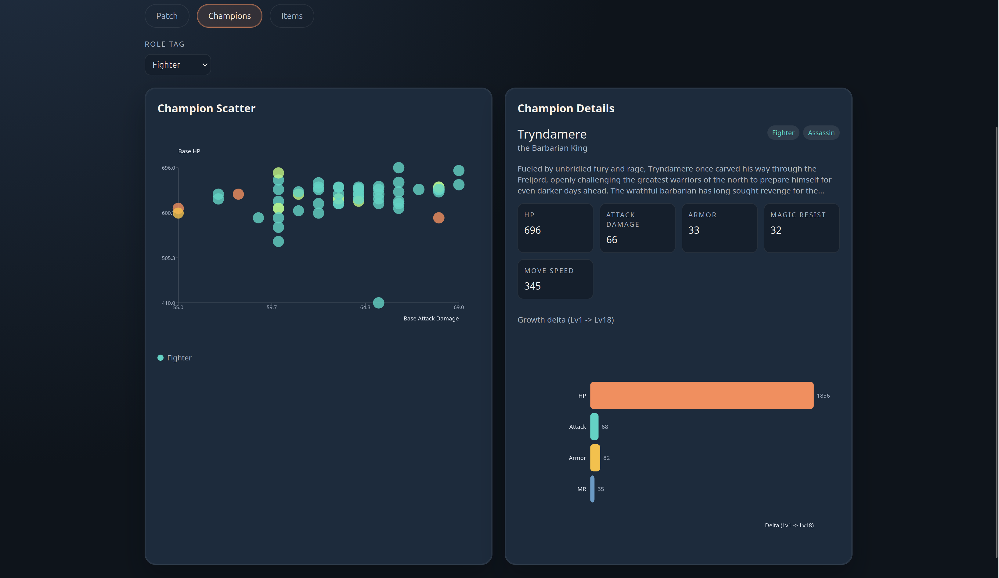 Patch
Champions
Items
ROLE TAG
Fighter
Champion Scatter
Base HP
696.0
600.
505.3
410.0
55.0
59.7
64.3
69.0
Base Attack Damage
Fighter
Champion Details
Tryndamere
Fighter
Assassin
the Barbarian King
Fueled by unbridled fury and rage, Tryndamere once carved his way through the
Freljord, openly challenging the greatest warriors of the north to prepare himself for
even darker days ahead. The wrathful barbarian has long sought revenge for the...
HP
696
ATTACK
DAMAGE
66
ARMOR
33
MAGIC RESIST
32
MOVE SPEED
345
Growth delta (Lv1 -> Lv18)
HP
1836
Attack
68
Armor
82
MR
35
Delta (Lv1 -> Lv18)